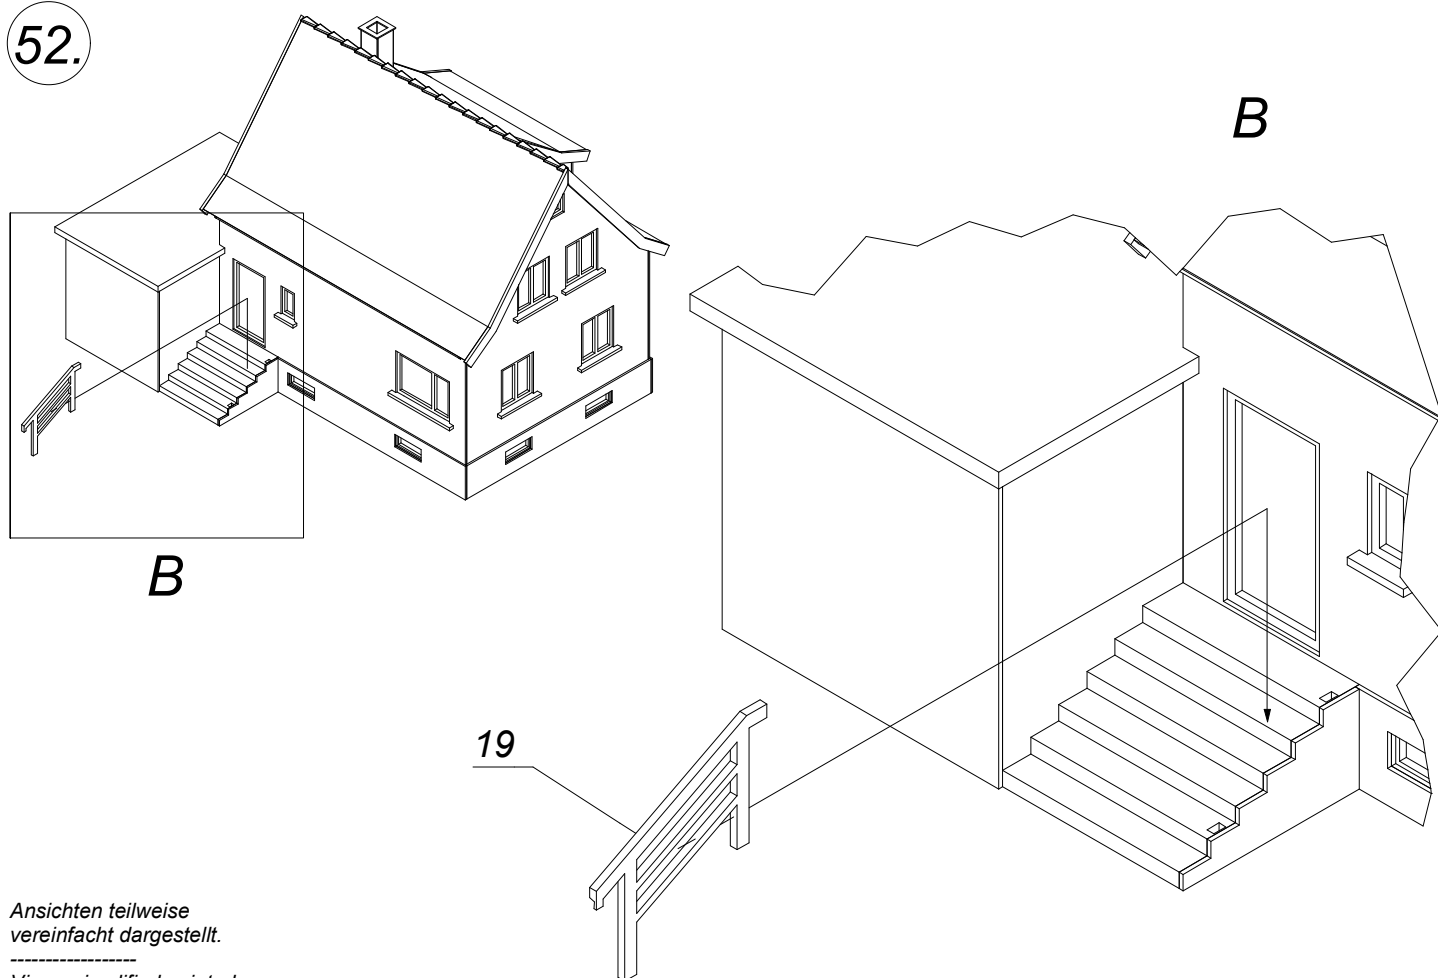 52.
B
B
19
Ansichten teilweise
vereinfacht dargestellt.
------------------